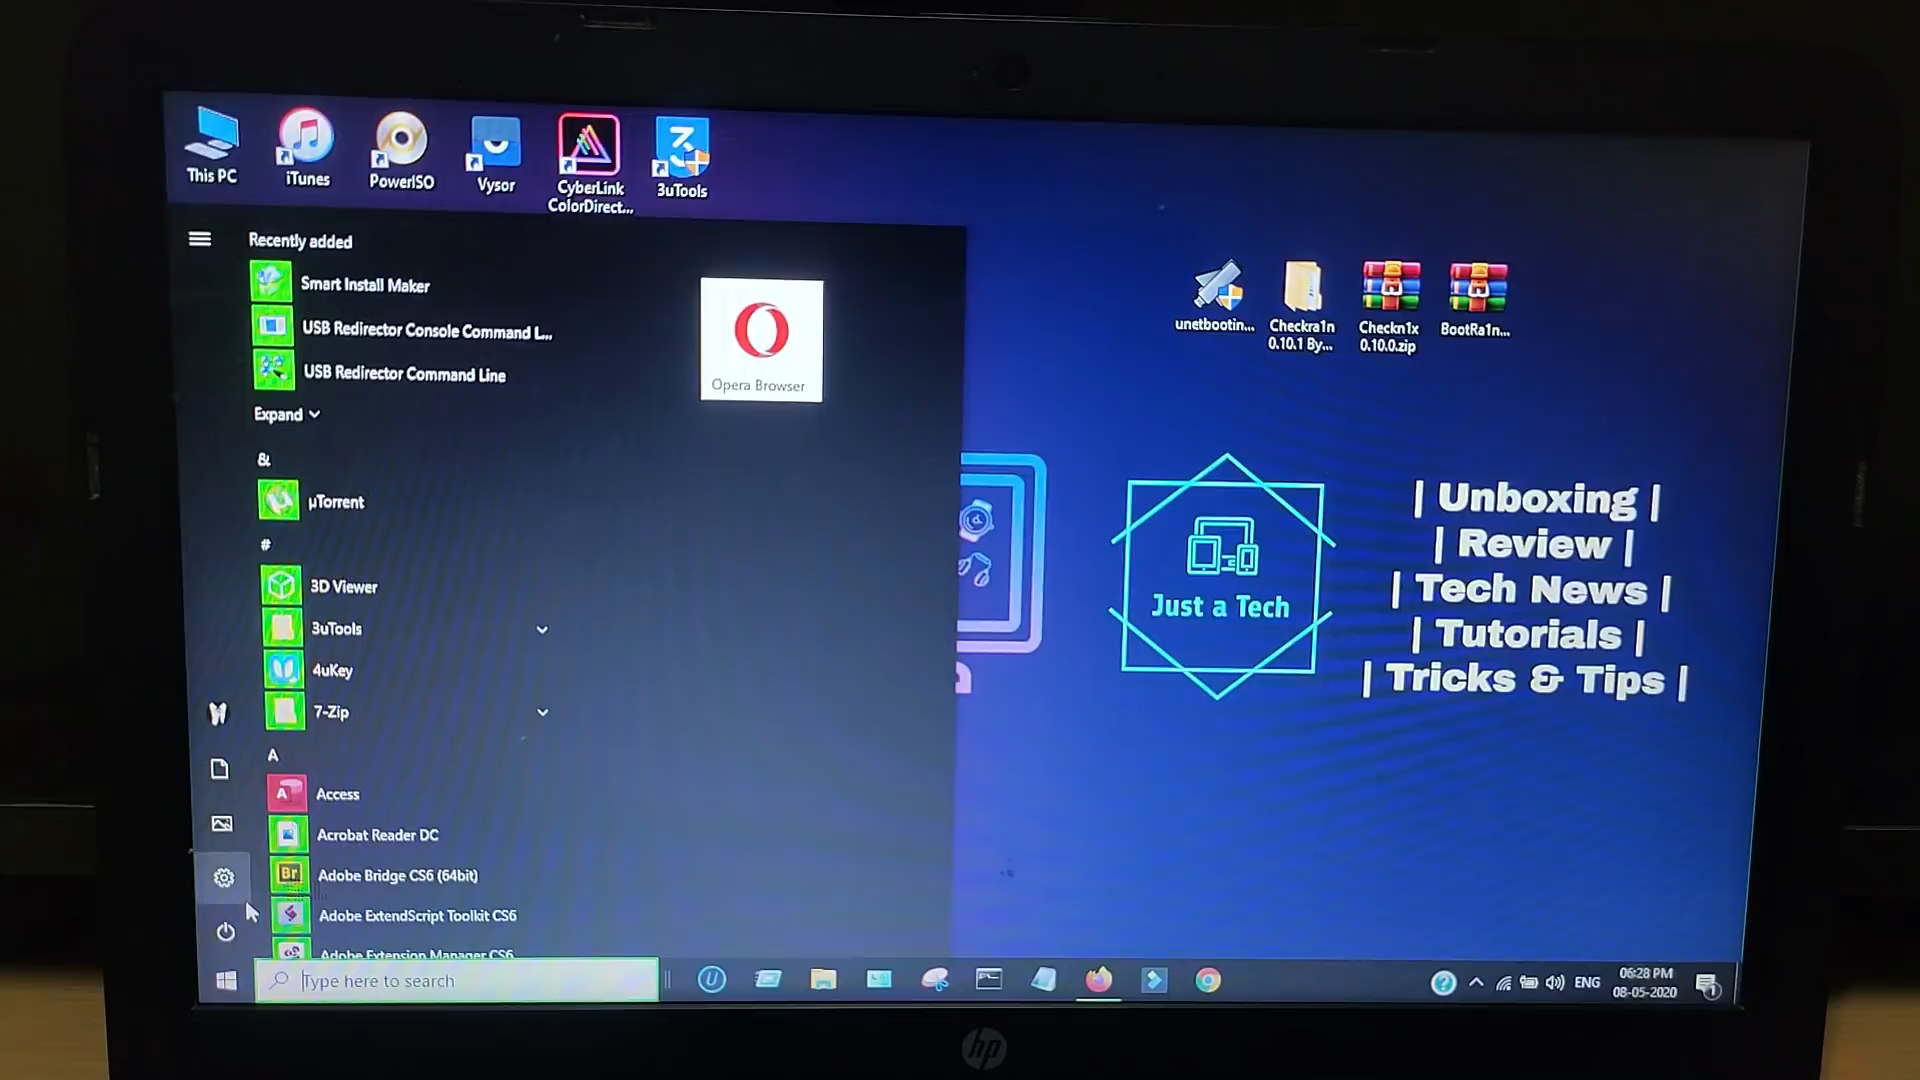 This PC
iTunes
PowerISO
Vysor
CyberLink
ColorDirect...
3uTools
Recently added
Smart Install Maker
USB Redirector Console Command L...
USB Redirector Command Line
Expand
&
µTorrent
#
3D Viewer
3uTools
4uKey
7-Zip
A
Access
Acrobat Reader DC
Adobe Bridge CS6 (64bit)
Adobe ExtendScript Toolkit CS6
Adobe Extension Manager CS6
Opera Browser
unetbootin...
Checkra1n
0.10.1 By...
Checkn1x
0.10.0.zip
BootRa1n...
Just a Tech
| Unboxing |
| Review |
| Tech News |
| Tutorials |
| Tricks & Tips |
Type here to search
ENG
06:28 PM
08-05-2020
hp